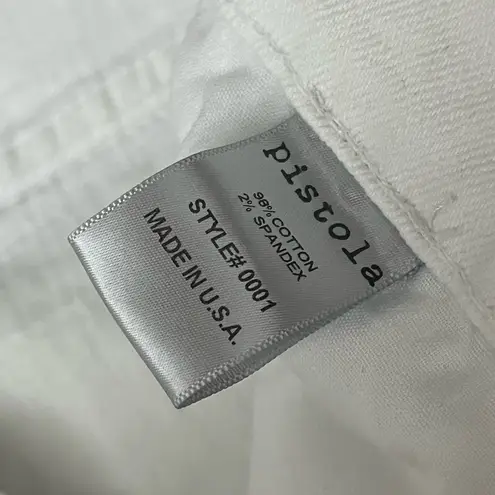 pistola
98% COTTON
2% SPANDEX
STYLE# 0001
MADE IN U.S.A.